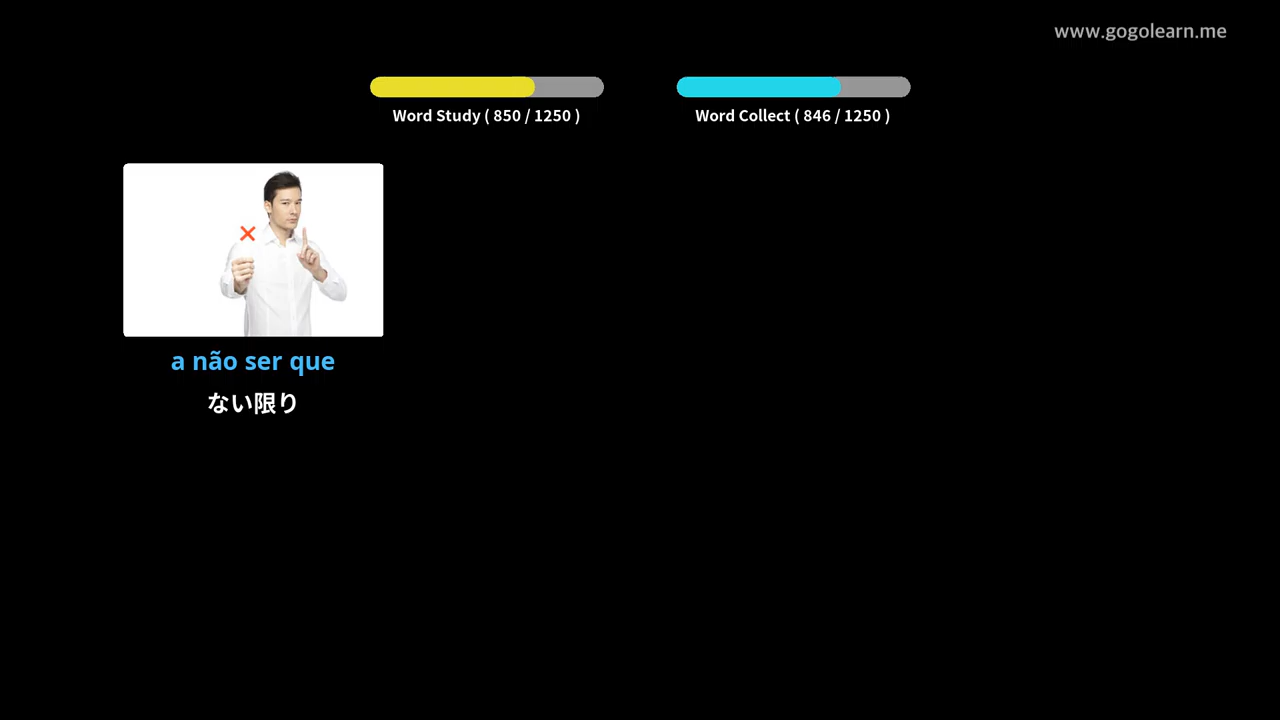 www.gogolearn.me
Word Study ( 850 / 1250 )
Word Collect ( 846 / 1250 )
a não ser que
ない限り